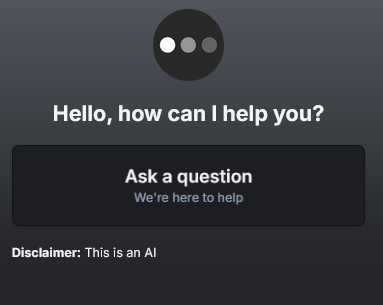 Hello, how can I help you?
Ask a question
We're here to help
Disclaimer: This is an AI